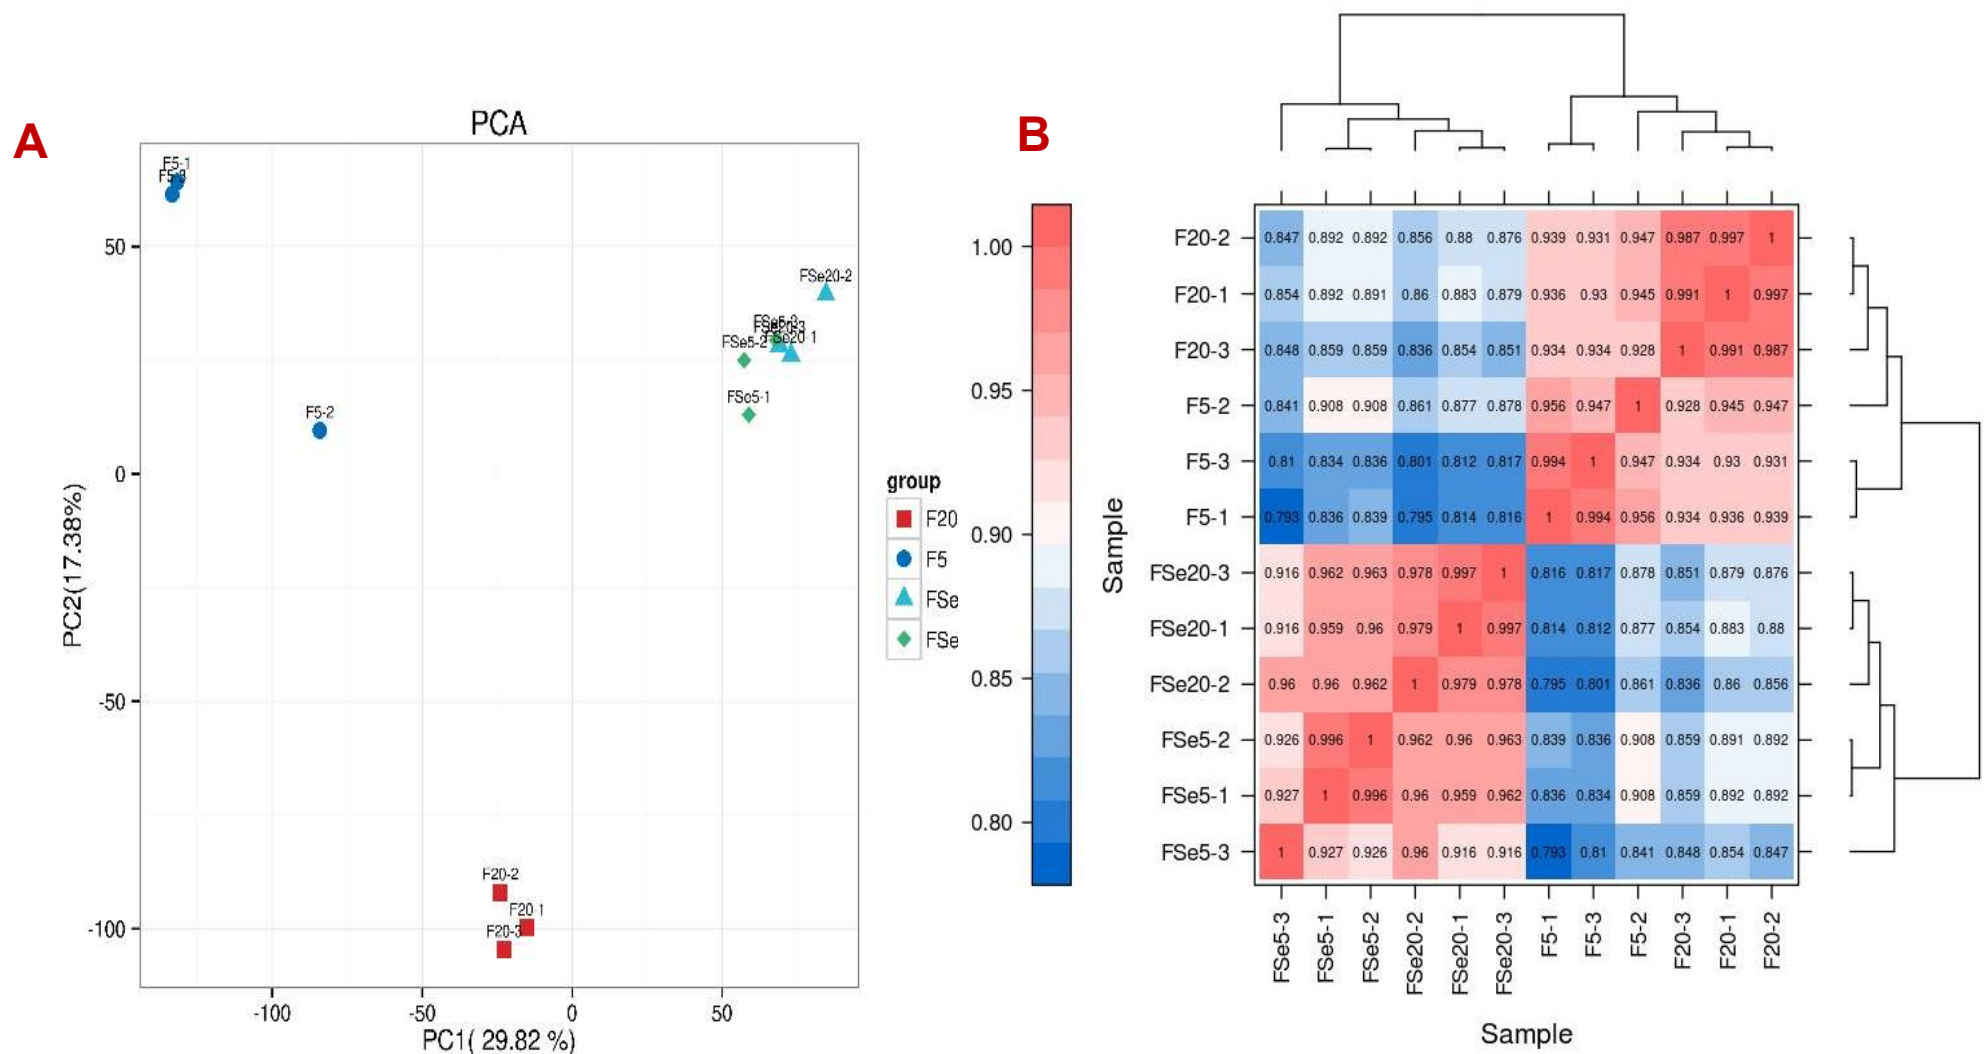 A
PCA
F5-1
F5-3
50
FSe20-2
FSe20-1
FSe5-2
FSe5-1
F5-2
0
-50
F20-2
F20-1
F20-3
-100
-100 -50 0 50
PC1( 29.82 %)
PC2(17.38%)
group
F20
F5
FSe
FSe
B
1.00
0.95
0.90
0.85
0.80
Sample
F20-2 0.847 0.892 0.892 0.856 0.88 0.876 0.939 0.931 0.947 0.987 0.997 1
F20-1 0.854 0.892 0.891 0.86 0.883 0.879 0.936 0.93 0.945 0.991 1 0.997
F20-3 0.848 0.859 0.859 0.836 0.854 0.851 0.934 0.934 0.928 1 0.991 0.987
F5-2 0.841 0.908 0.908 0.861 0.877 0.878 0.956 0.947 1 0.928 0.945 0.947
F5-3 0.81 0.834 0.836 0.801 0.812 0.817 0.994 1 0.947 0.934 0.93 0.931
F5-1 0.793 0.836 0.839 0.795 0.814 0.816 1 0.994 0.956 0.934 0.936 0.939
FSe20-3 0.916 0.962 0.963 0.978 0.997 1 0.816 0.817 0.878 0.851 0.879 0.876
FSe20-1 0.916 0.959 0.96 0.979 1 0.997 0.814 0.812 0.877 0.854 0.883 0.88
FSe20-2 0.96 0.96 0.962 1 0.979 0.978 0.795 0.801 0.861 0.836 0.86 0.856
FSe5-2 0.926 0.996 1 0.962 0.96 0.963 0.839 0.836 0.908 0.859 0.891 0.892
FSe5-1 0.927 1 0.996 0.96 0.959 0.962 0.836 0.834 0.908 0.859 0.892 0.892
FSe5-3 1 0.927 0.926 0.96 0.916 0.916 0.793 0.81 0.841 0.848 0.854 0.847
FSe5-3 FSe5-1 FSe5-2 FSe20-2 FSe20-1 FSe20-3 F5-1 F5-3 F5-2 F20-3 F20-1 F20-2
Sample